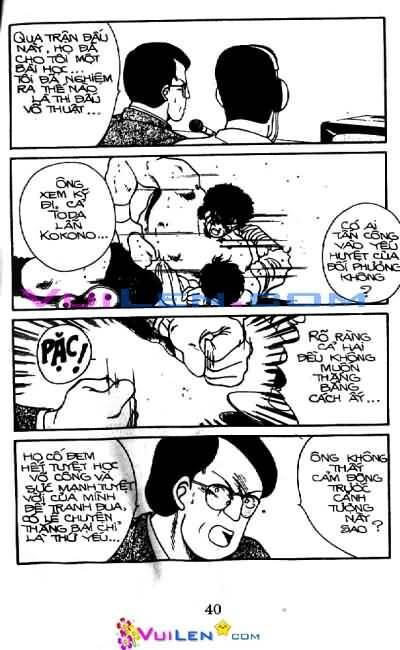 QUA TRẬN ĐẤU
NÀY, HỌ ĐÃ
CHO TÔI MỘT
BÀI HỌC...
TÔI ĐÃ NGHIỆM
RA THẾ NÀO
LÀ THI ĐẤU
VÕ THUẬT...
ÔNG
XEM KỸ
ĐI, CẢ
TODA
LẪN
KOKONO...
CÓ AI
TẤN CÔNG
VÀO YẾU
HUYỆT CỦA
ĐỐI PHƯƠNG
KHÔNG
?
VuiLen.com
PẶC!
RÕ RÀNG
CẢ HAI
ĐỀU KHÔNG
MUỐN
THẮNG
BẰNG
CÁCH ẤY...
HỌ CỐ ĐEM
HẾT TUYỆT HỌC
VÕ CÔNG VÀ
SỨC MẠNH TUYỆT
VỜI CỦA MÌNH
ĐỂ TRANH ĐUA,
CÓ LẼ CHUYỆN
THẮNG BẠI CHỈ
LÀ THỨ YẾU...
ÔNG KHÔNG
THẤY
CẢM ĐỘNG
TRƯỚC
CẢNH
TƯỢNG
NÀY
SAO ?
40
VuiLen.com